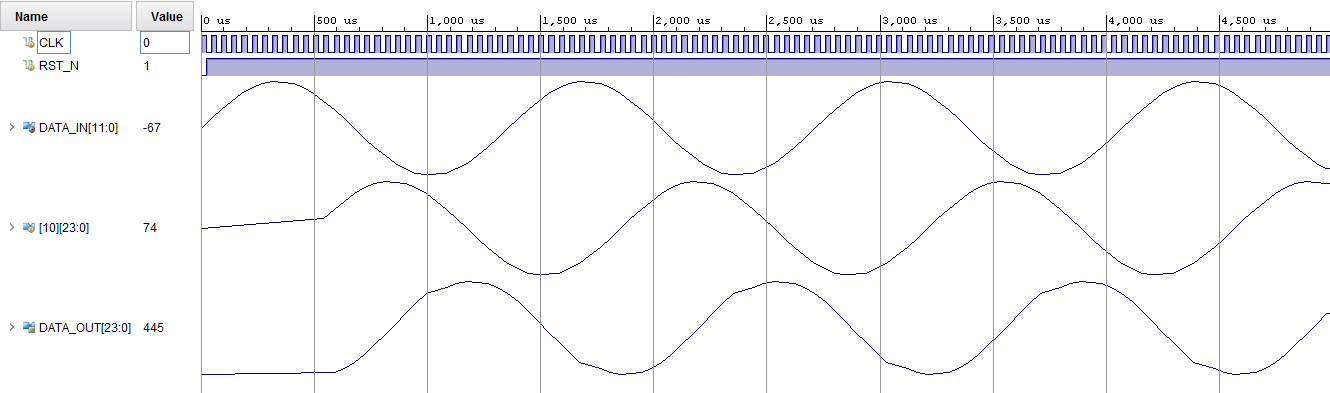 Name Value 0 us 500 us 1,000 us 1,500 us 2,000 us 2,500 us 3,000 us 3,500 us 4,000 us 4,500 us
CLK 0
RST_N 1
DATA_IN[11:0] -67
[10][23:0] 74
DATA_OUT[23:0] 445